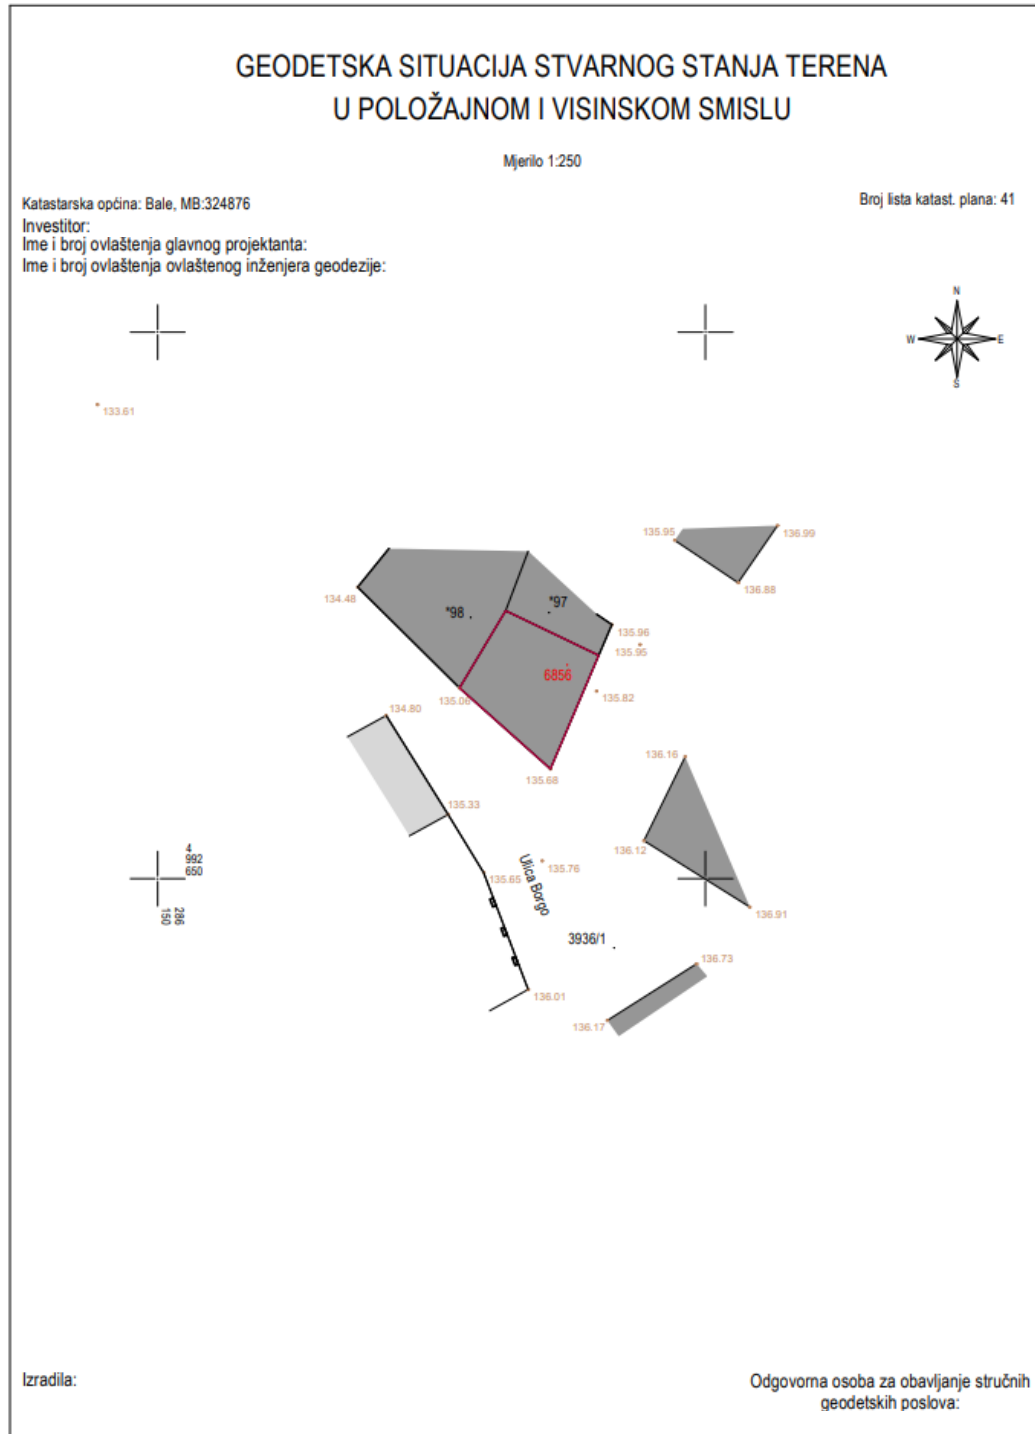 GEODETSKA SITUACIJA STVARNOG STANJA TERENA
U POLOŽAJNOM I VISINSKOM SMISLU
Mjerilo 1:250
Katastarska općina: Bale, MB:324876
Broj lista katast. plana: 41
Investitor:
Ime i broj ovlaštenja glavnog projektanta:
Ime i broj ovlaštenja ovlaštenog inženjera geodezije:
N
W
E
S
133.61
135.95
136.99
136.88
134.48
*98
*97
135.96
135.95
6856
135.82
135.06
134.80
135.68
136.16
135.33
136.12
4
992
650
Ulica Borgo
135.76
135.65
286
150
136.91
3936/1
136.73
136.01
136.17
Izradila:
Odgovorna osoba za obavljanje stručnih
geodetskih poslova: